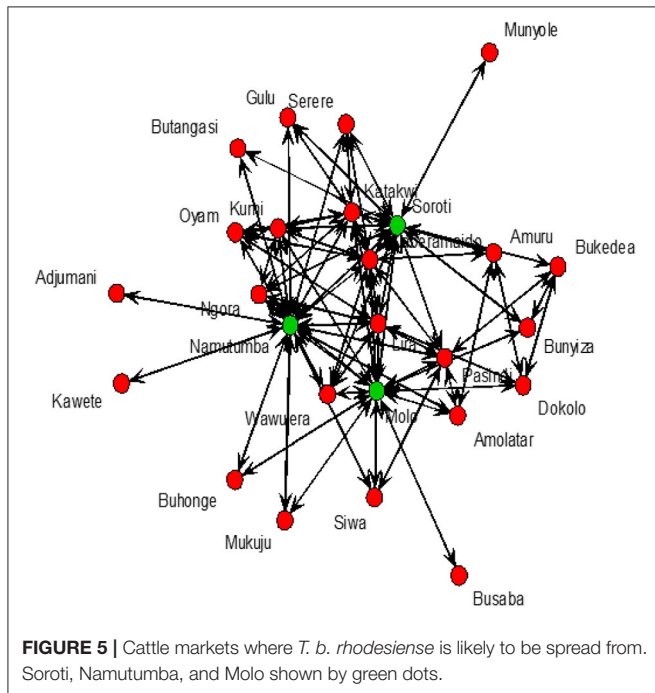 Munyole
Gulu
Serere
Butangasi
Katakwi
Soroti
Oyam
Kumi
Amuru
Bukedea
Adjumani
Ngora
Namutumba
Lira
Bunyiza
Pasindi
Kawete
Wawulera
Molo
Dokolo
Amolatar
Buhonge
Siwa
Mukuju
Busaba
FIGURE 5 | Cattle markets where T. b. rhodesiense is likely to be spread from.
Soroti, Namutumba, and Molo shown by green dots.